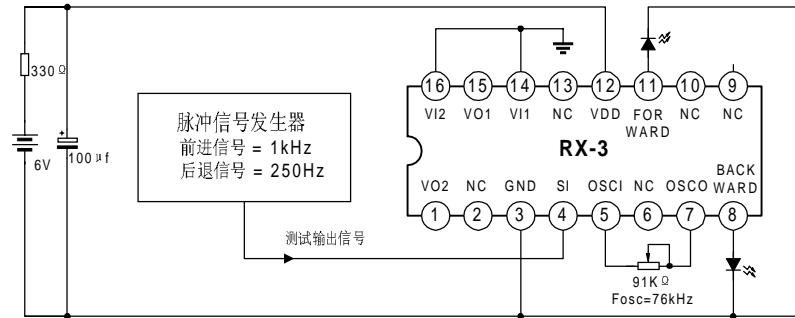 330Ω
6V
+
100μf
脉冲信号发生器
前进信号 = 1kHz
后退信号 = 250Hz
测试输出信号
16 15 14 13 12 11 10 9
VI2 VO1 VI1 NC VDD FOR WARD NC NC
RX-3
VO2 NC GND SI OSCI NC OSCO BACK WARD
1 2 3 4 5 6 7 8
91KΩ
Fosc=76kHz